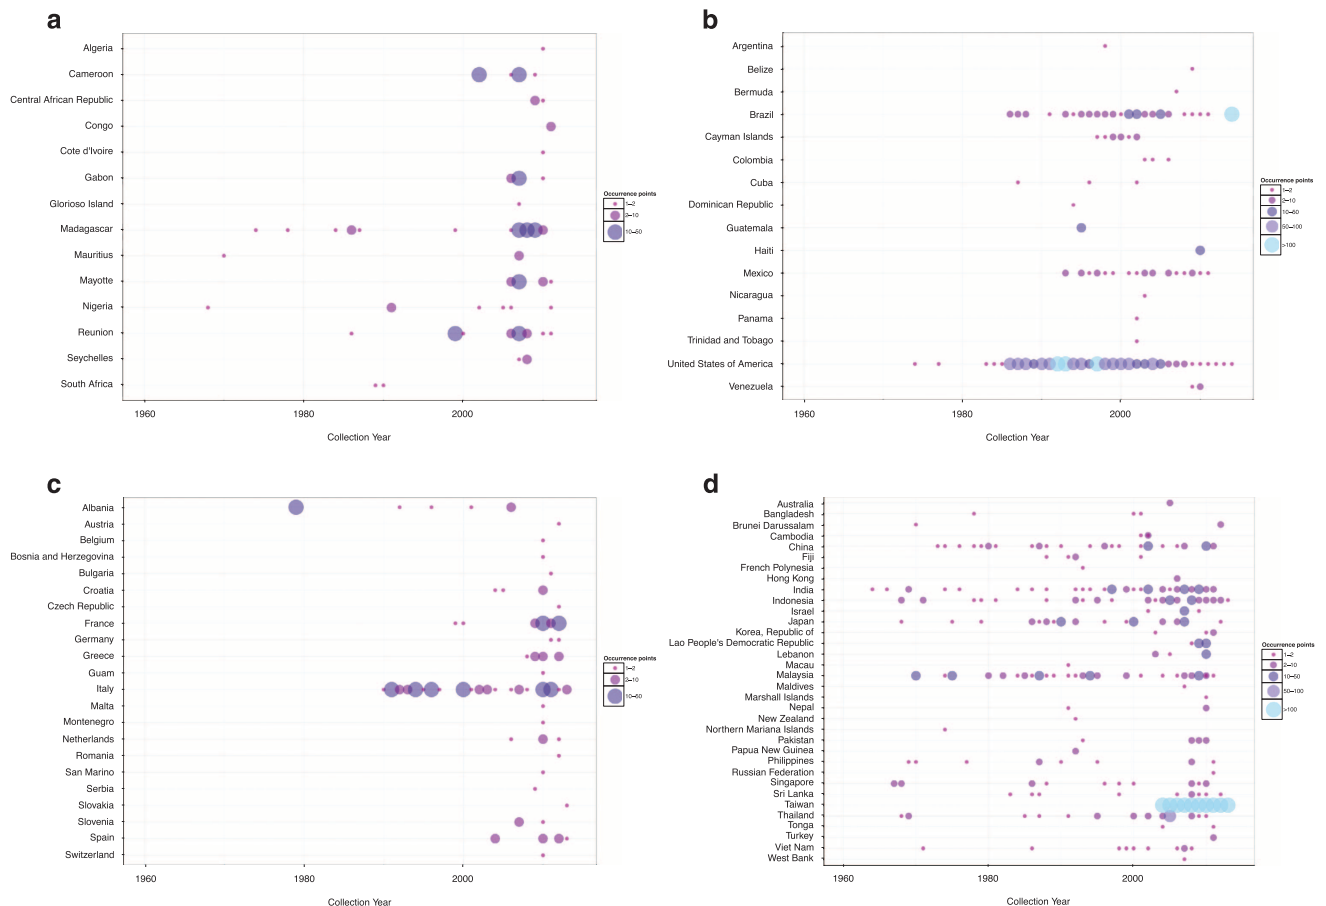 a
Algeria
Cameroon
Central African Republic
Congo
Cote d'Ivoire
Gabon
Glorioso Island
Madagascar
Mauritius
Mayotte
Nigeria
Reunion
Seychelles
South Africa
1960 1980 2000
Collection Year
Occurrence points
1–2
2–10
10–50
b
Argentina
Belize
Bermuda
Brazil
Cayman Islands
Colombia
Cuba
Dominican Republic
Guatemala
Haiti
Mexico
Nicaragua
Panama
Trinidad and Tobago
United States of America
Venezuela
1960 1980 2000
Collection Year
Occurrence points
1–2
2–10
10–50
50–100
>100
c
Albania
Austria
Belgium
Bosnia and Herzegovina
Bulgaria
Croatia
Czech Republic
France
Germany
Greece
Guam
Italy
Malta
Montenegro
Netherlands
Romania
San Marino
Serbia
Slovakia
Slovenia
Spain
Switzerland
1960 1980 2000
Collection Year
Occurrence points
1–2
2–10
10–50
d
Australia
Bangladesh
Brunei Darussalam
Cambodia
China
Fiji
French Polynesia
Hong Kong
India
Indonesia
Israel
Japan
Korea, Republic of
Lao People's Democratic Republic
Lebanon
Macau
Malaysia
Maldives
Marshall Islands
Nepal
New Zealand
Northern Mariana Islands
Pakistan
Papua New Guinea
Philippines
Russian Federation
Singapore
Sri Lanka
Taiwan
Thailand
Tonga
Turkey
Viet Nam
West Bank
1960 1980 2000
Collection Year
Occurrence points
1–2
2–10
10–50
50–100
>100